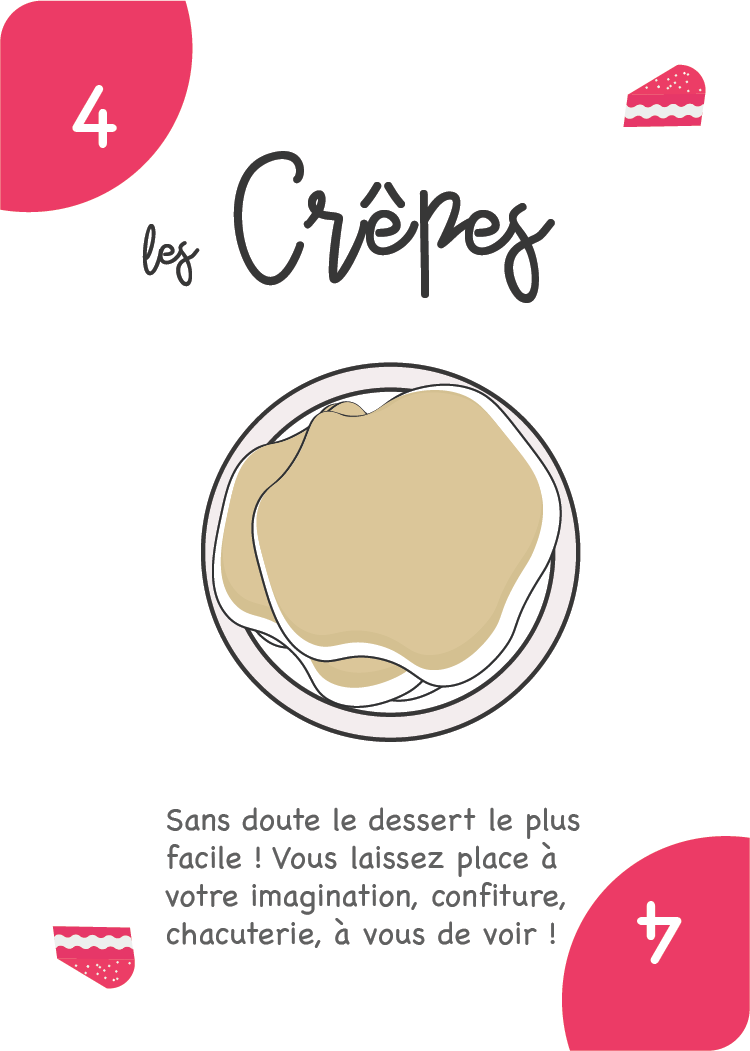 4
les Crêpes
Sans doute le dessert le plus
facile ! Vous laissez place à
votre imagination, confiture,
chacuterie, à vous de voir !
4